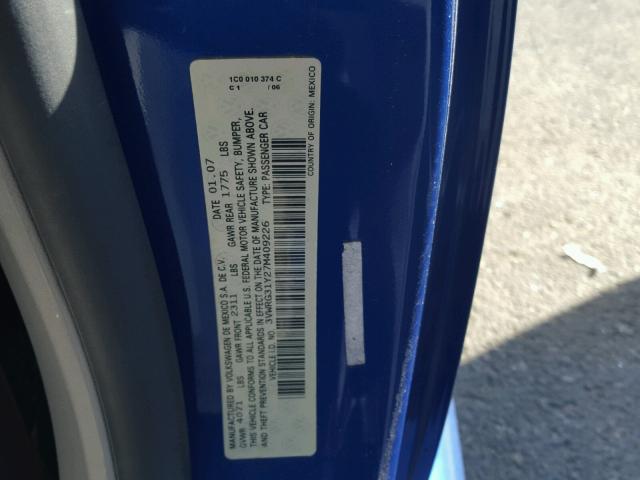 1C0 010 374 C
C 1 / 06
MANUFACTURED BY VOLKSWAGEN DE MEXICO S.A. DE C.V. DATE 01.07
GVWR 4071 LBS GAWR FRONT 2311 LBS GAWR REAR 1775 LBS
THIS VEHICLE CONFORMS TO ALL APPLICABLE U.S. FEDERAL MOTOR VEHICLE SAFETY, BUMPER,
AND THEFT PREVENTION STANDARDS IN EFFECT ON THE DATE OF MANUFACTURE SHOWN ABOVE.
VEHICLE I.D. NO. 3VWRG31Y27M409226 TYPE: PASSENGER CAR
COUNTRY OF ORIGIN: MEXICO